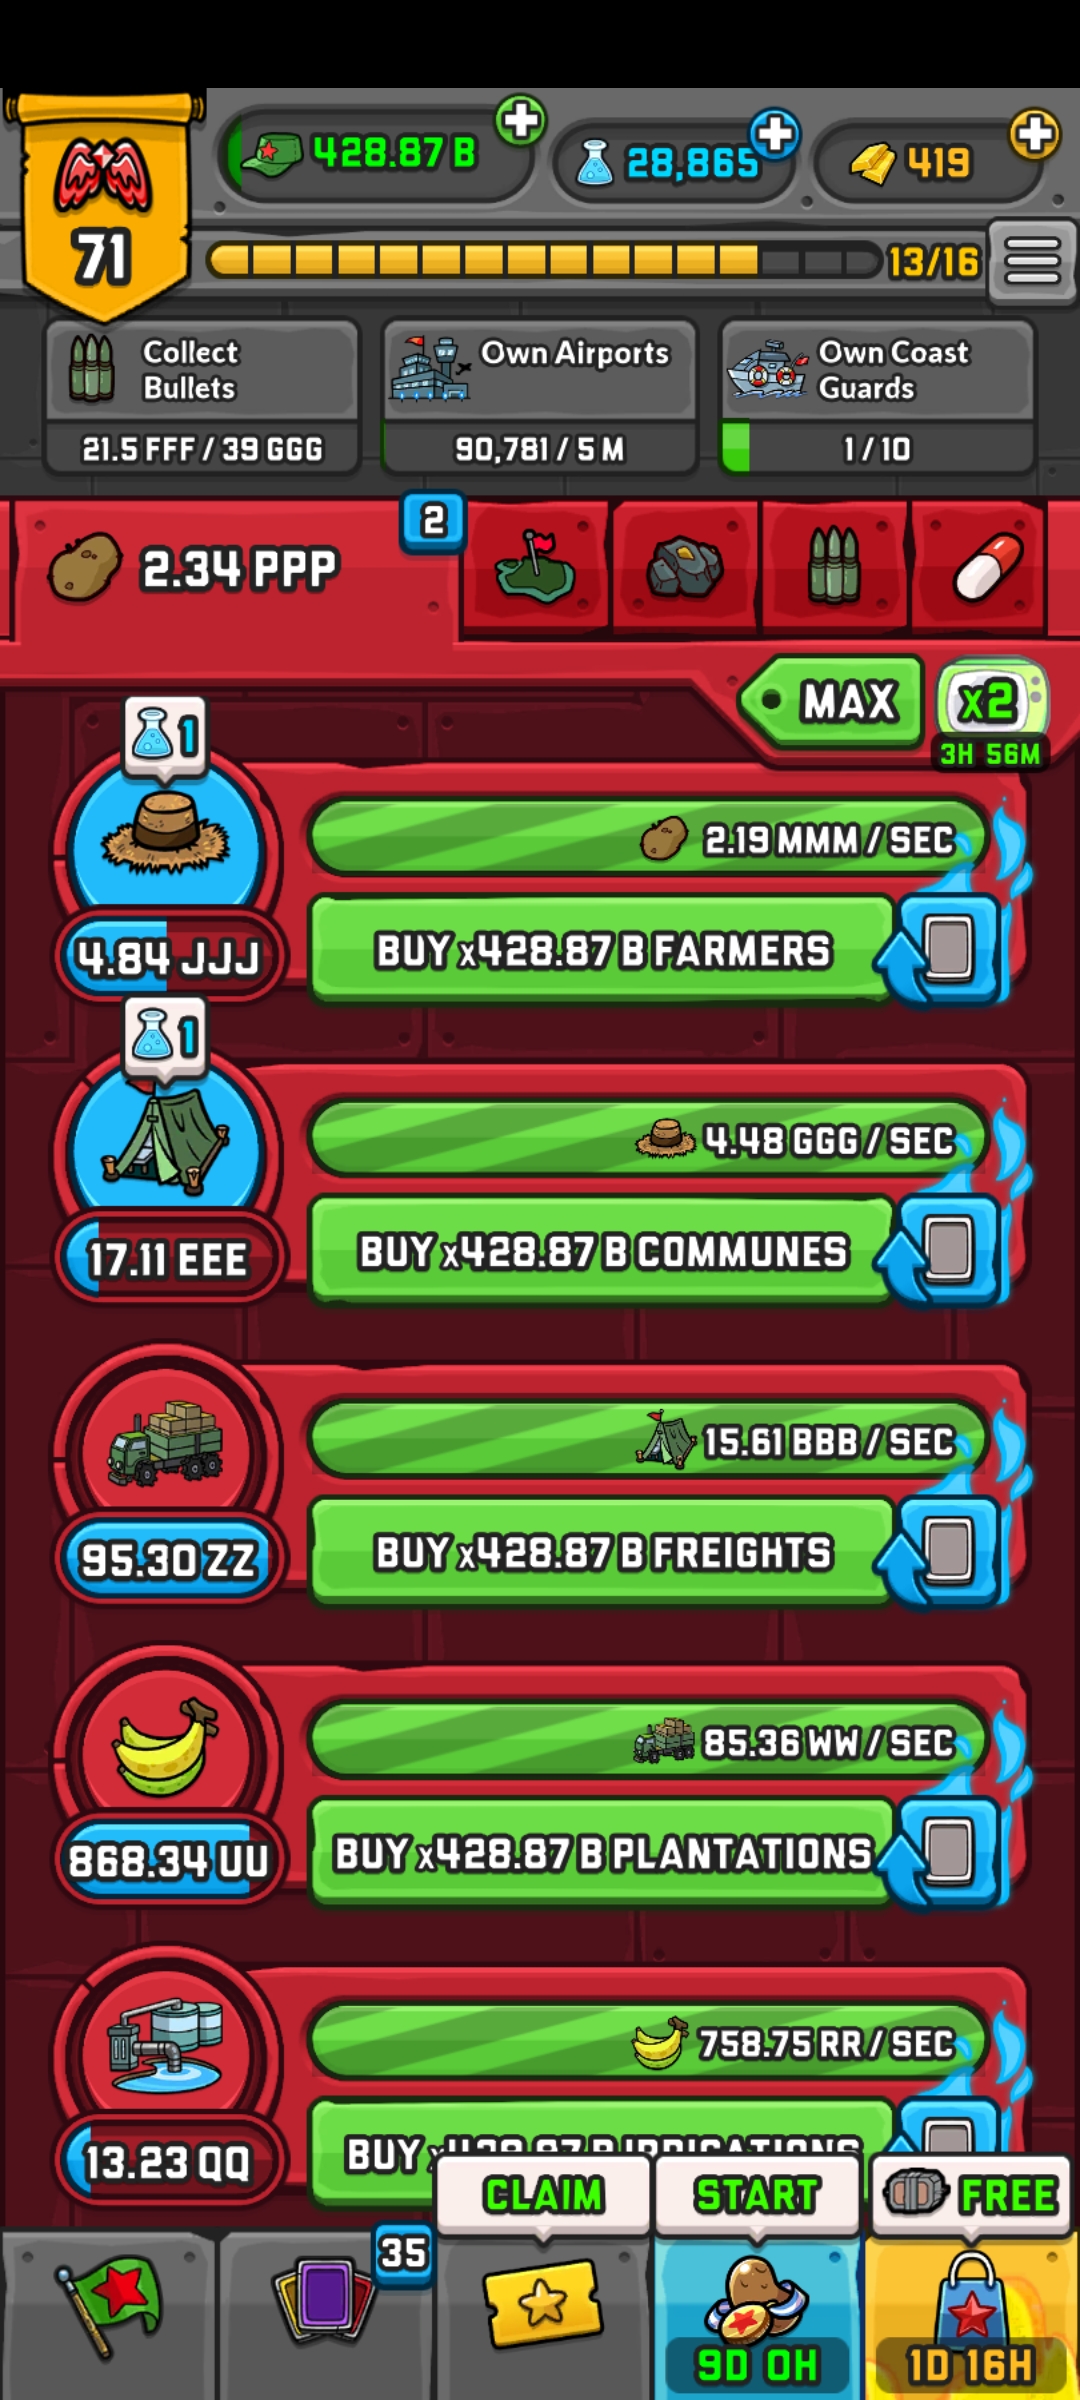 71
428.87 B
28,865
419
13/16
Collect
Bullets
21.5 FFF / 39 GGG
Own Airports
90,781 / 5 M
Own Coast
Guards
1 / 10
2.34 PPP
2
MAX
x2
3H 56M
1
4.84 JJJ
2.19 MMM / SEC
BUY x428.87 B FARMERS
1
17.11 EEE
4.48 GGG / SEC
BUY x428.87 B COMMUNES
95.30 ZZ
15.61 BBB / SEC
BUY x428.87 B FREIGHTS
868.34 UU
85.36 WW / SEC
BUY x428.87 B PLANTATIONS
13.23 QQ
758.75 RR / SEC
BUY x428.87 B IRRIGATIONS
CLAIM
START
FREE
35
9D 0H
1D 16H